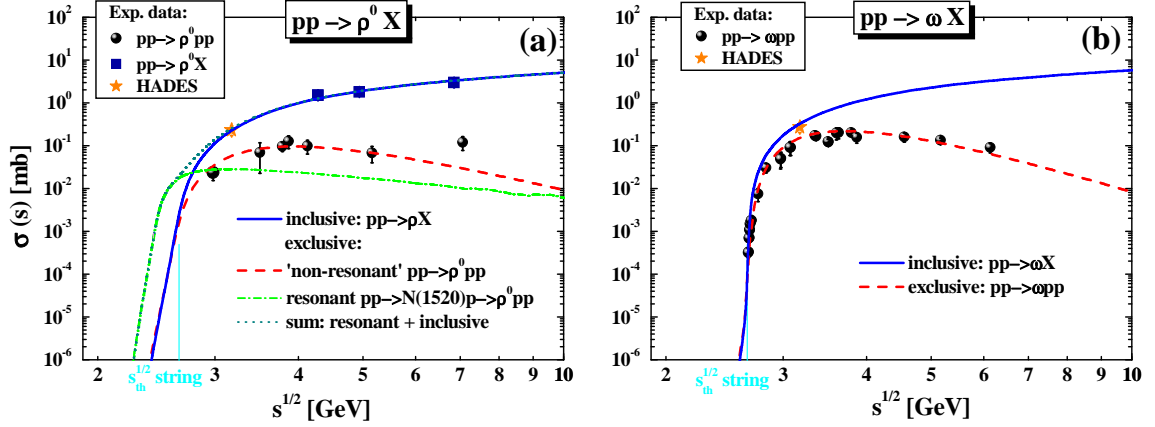 Exp. data:
pp–>ρ⁰pp
pp–>ρ⁰X
HADES
pp –> ρ⁰ X
(a)
10²
10¹
10⁰
10⁻¹
10⁻²
10⁻³
10⁻⁴
10⁻⁵
10⁻⁶
σ (s) [mb]
inclusive: pp–>ρX
exclusive:
'non-resonant' pp–>ρ⁰pp
resonant pp–>N(1520)p–>ρ⁰pp
sum: resonant + inclusive
2 3 4 5 6 7 8 9 10
s_th^1/2 string
s^1/2 [GeV]
Exp. data:
pp–>ωpp
HADES
pp –> ω X
(b)
10²
10¹
10⁰
10⁻¹
10⁻²
10⁻³
10⁻⁴
10⁻⁵
10⁻⁶
inclusive: pp–>ωX
exclusive: pp–>ωpp
2 3 4 5 6 7 8 9 10
s_th^1/2 string
s^1/2 [GeV]